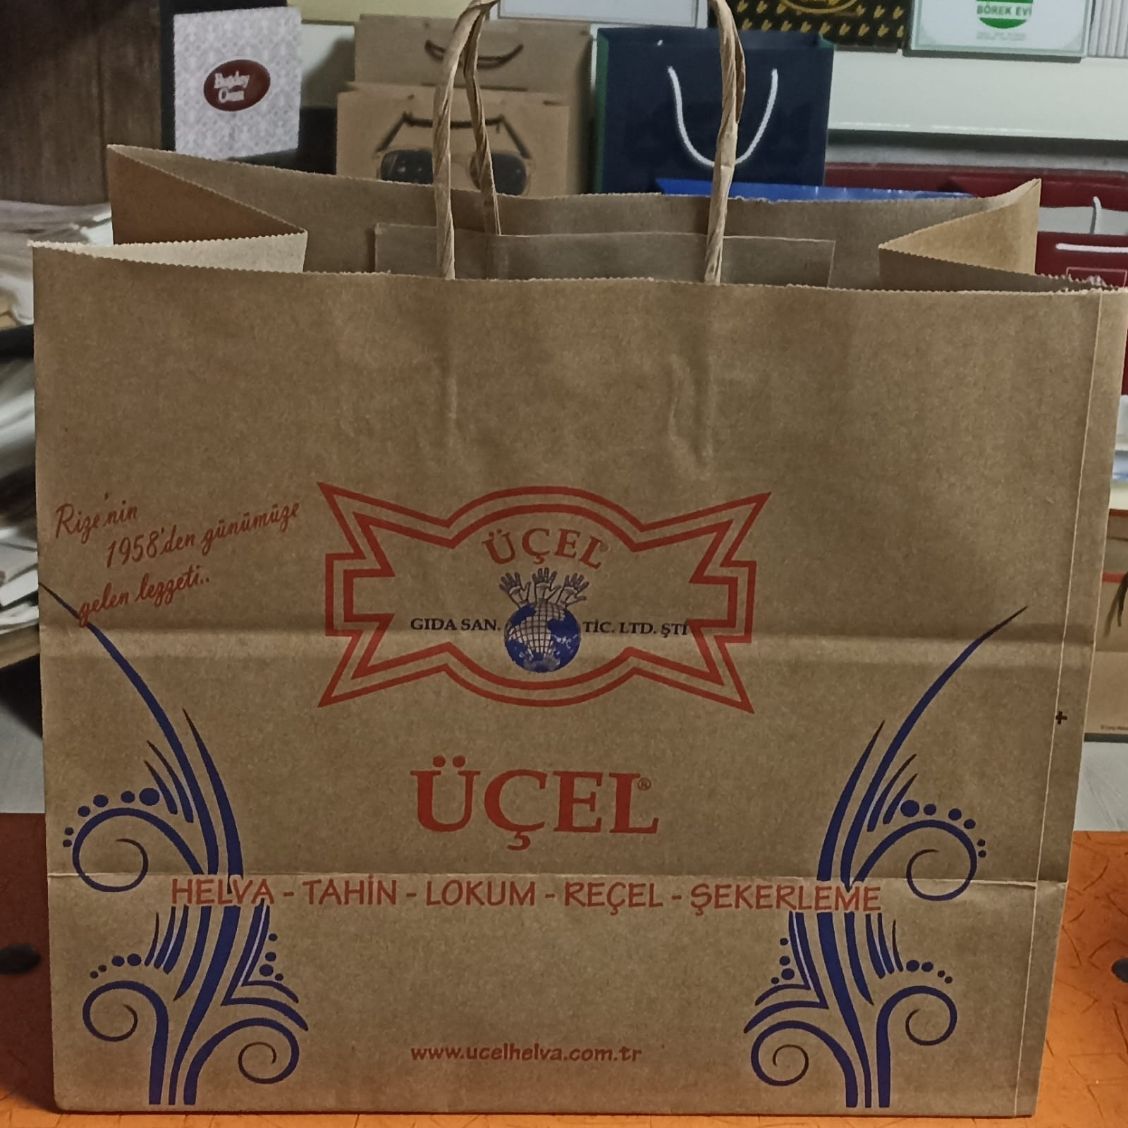 BÖREK EVİ
Rize'nin
1958'den günümüze
gelen lezzeti..
ÜÇEL
GIDA SAN. TİC. LTD. ŞTİ
ÜÇEL®
HELVA - TAHİN - LOKUM - REÇEL - ŞEKERLEME
www.ucelhelva.com.tr